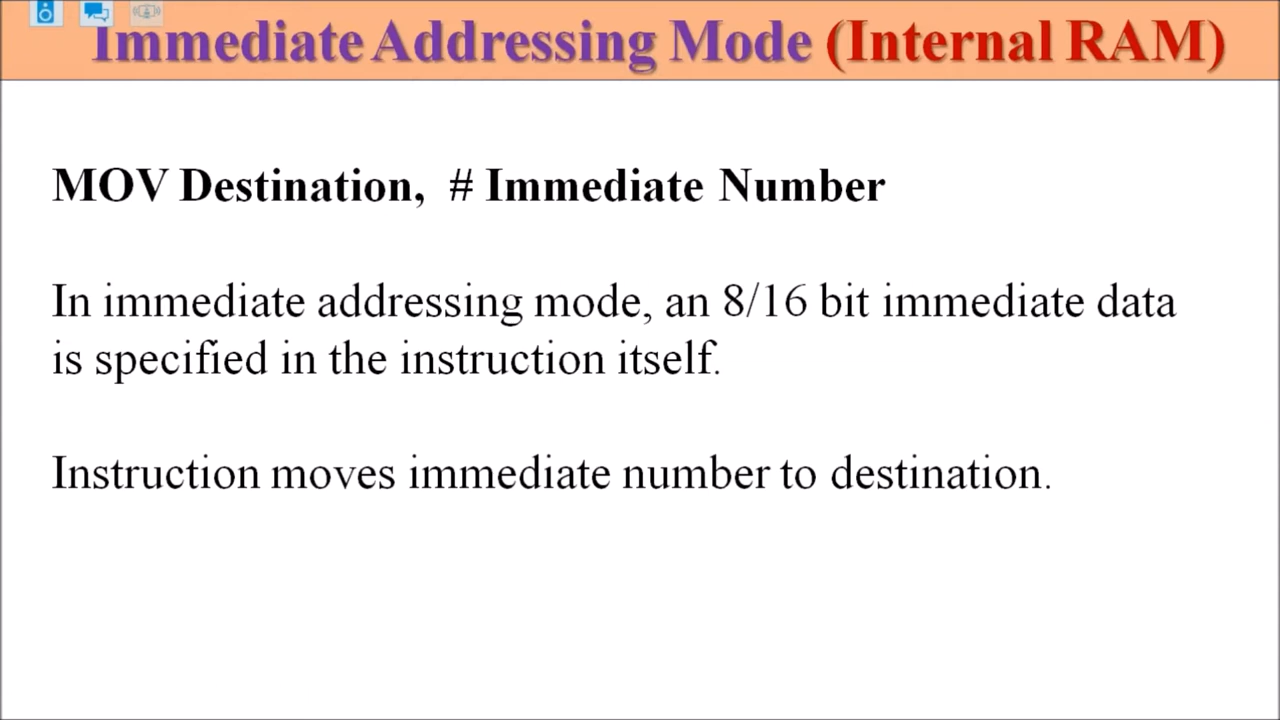 Immediate Addressing Mode (Internal RAM)
MOV Destination, # Immediate Number
In immediate addressing mode, an 8/16 bit immediate data
is specified in the instruction itself.
Instruction moves immediate number to destination.